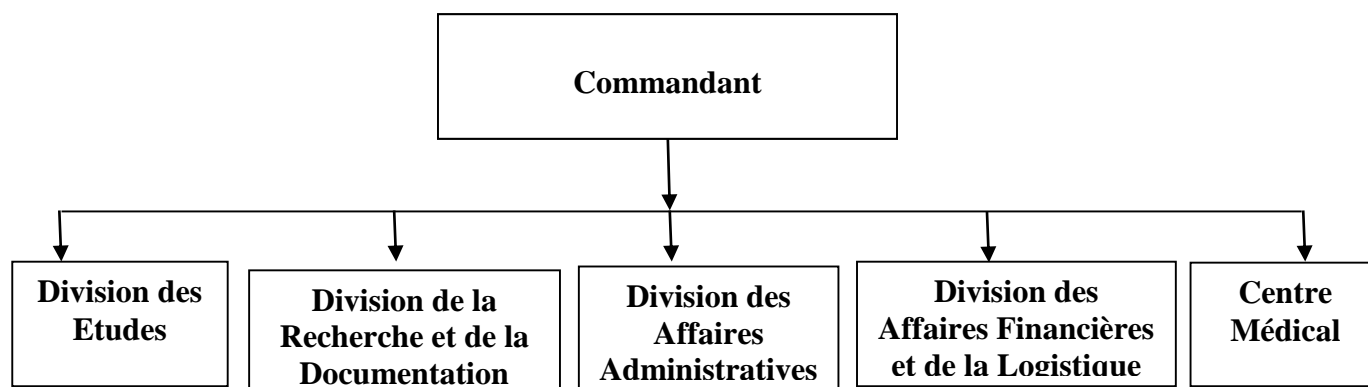 Commandant
Division des
Etudes
Division de la
Recherche et de la
Documentation
Division des
Affaires
Administratives
Division des
Affaires Financières
et de la Logistique
Centre
Médical